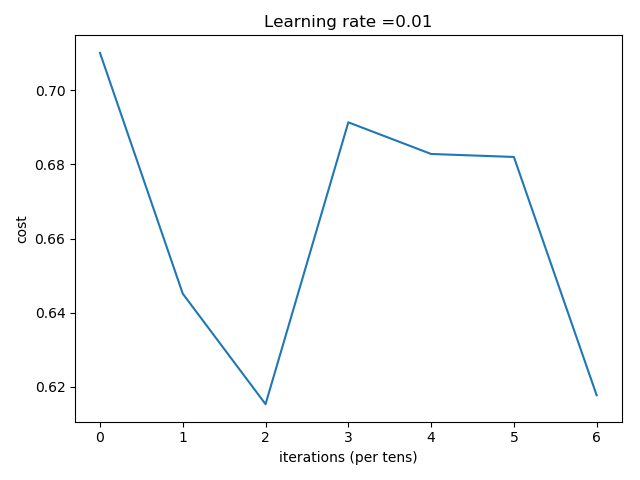 Learning rate =0.01
0.70
0.68
0.66
0.64
0.62
cost
0 1 2 3 4 5 6
iterations (per tens)